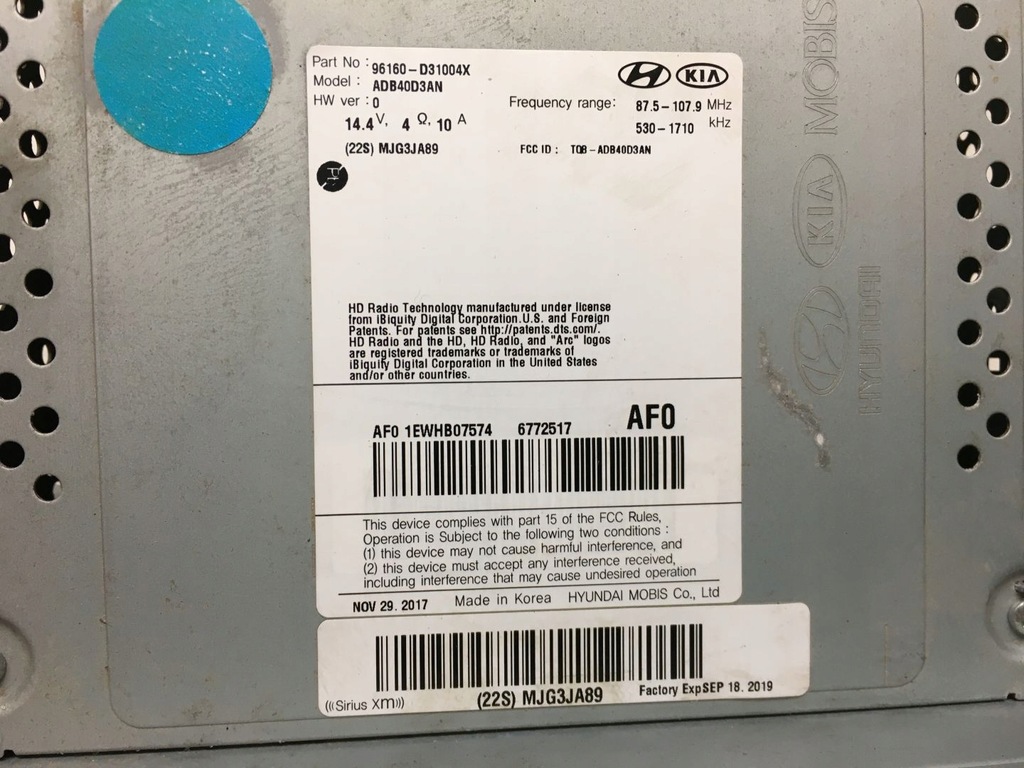 Part No : 96160-D31004X
Model : ADB40D3AN
HW ver : 0
14.4V, 4 Ω, 10 A
(22S) MJG3JA89
KIA
Frequency range: 87.5-107.9 MHz
530-1710 kHz
FCC ID : TQ8-ADB40D3AN
HD Radio Technology manufactured under license
from iBiquity Digital Corporation.U.S. and Foreign
Patents. For patents see http://patents.dts.com/.
HD Radio and the HD, HD Radio, and "Arc" logos
are registered trademarks or trademarks of
iBiquity Digital Corporation in the United States
and/or other countries.
AF0 1EWHB07574 6772517 AF0
This device complies with part 15 of the FCC Rules,
Operation is Subject to the following two conditions :
(1) this device may not cause harmful interference, and
(2) this device must accept any interference received,
including interference that may cause undesired operation
NOV 29. 2017 Made in Korea HYUNDAI MOBIS Co., Ltd
((Sirius xm)) (22S) MJG3JA89 Factory ExpSEP 18. 2019
MOBIS
KIA
HYUNDAI